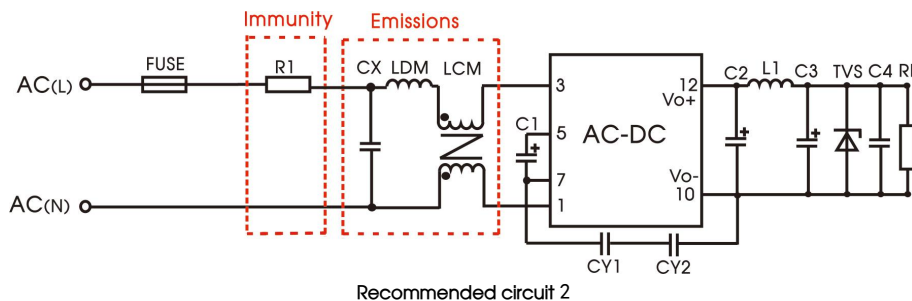 Immunity
Emissions
FUSE
R1
CX
LDM
LCM
AC(L)
AC(N)
C1
+
3
5
7
1
AC-DC
12
Vo+
Vo-
10
C2
L1
C3
TVS
C4
+
+
CY1
CY2
Recommended circuit 2